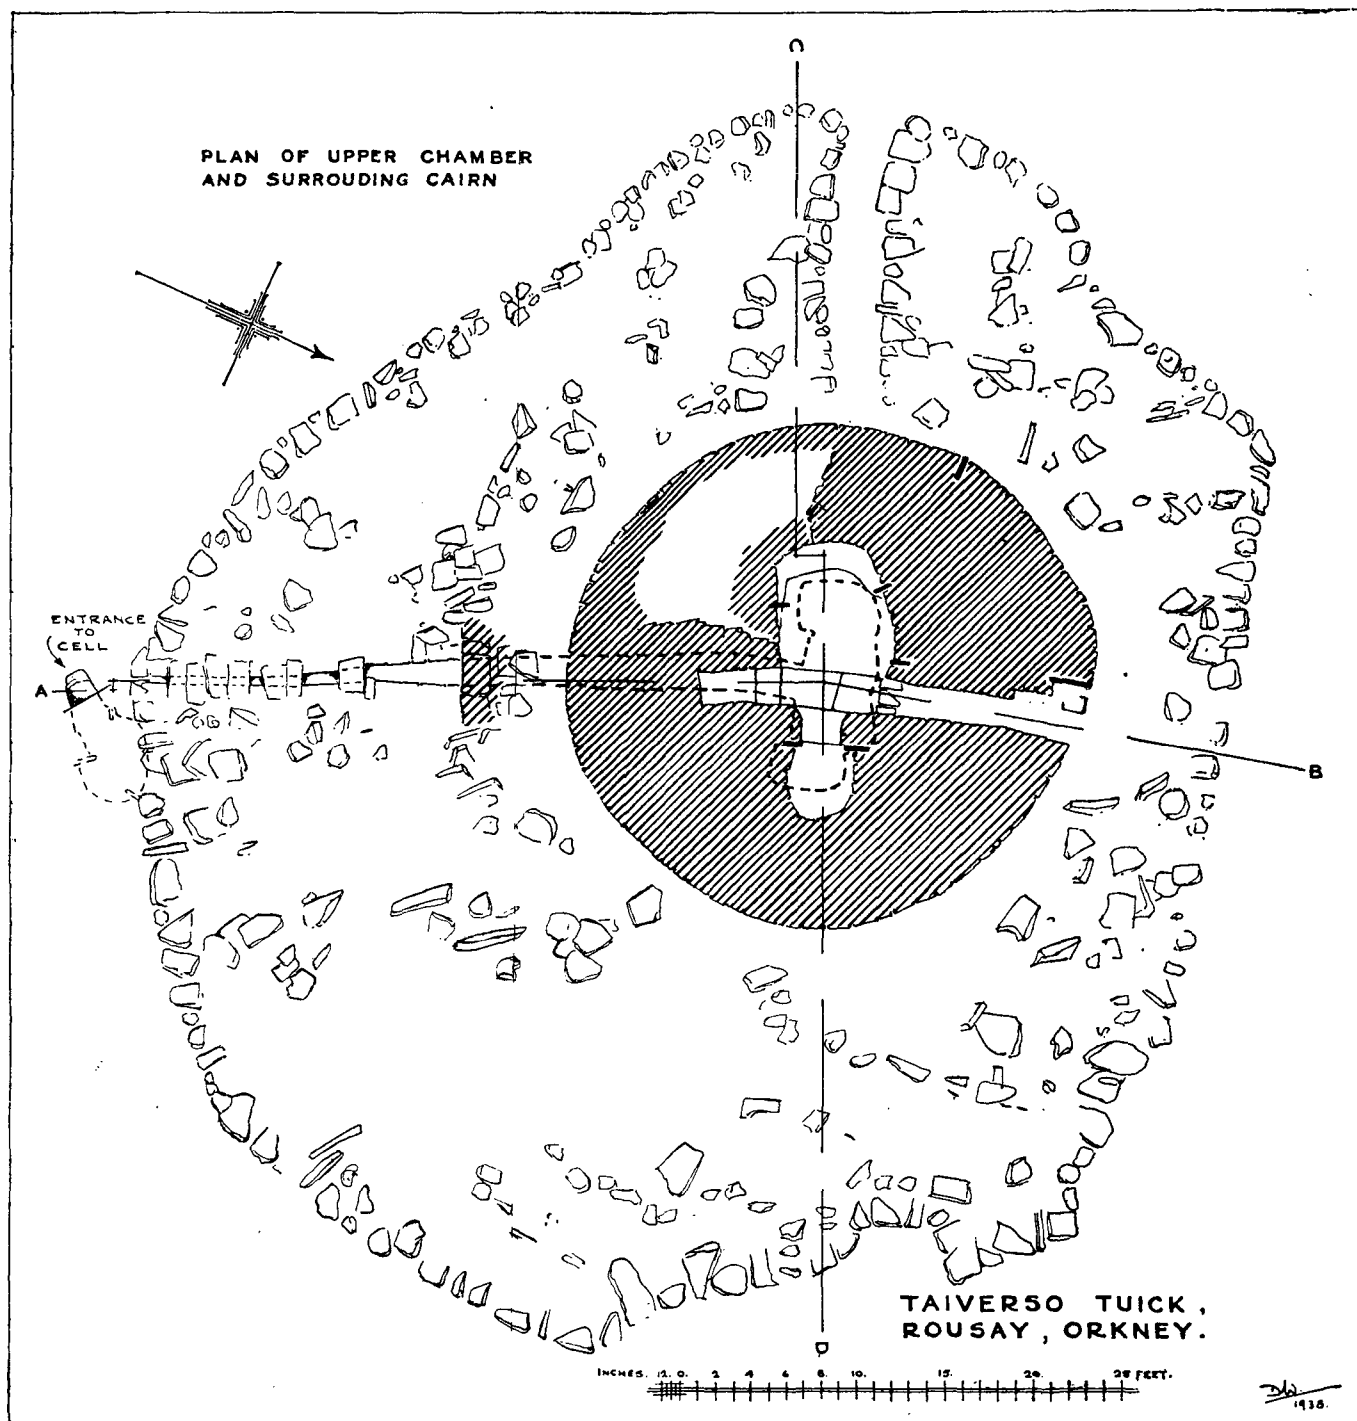 C
PLAN OF UPPER CHAMBER
AND SURROUDING CAIRN
ENTRANCE
TO
CELL
A
B
TAIVERSO TUICK,
ROUSAY, ORKNEY.
D
INCHES. 12. 0. 2 4 6 8. 10. 15. 20. 25 FEET.
1938.